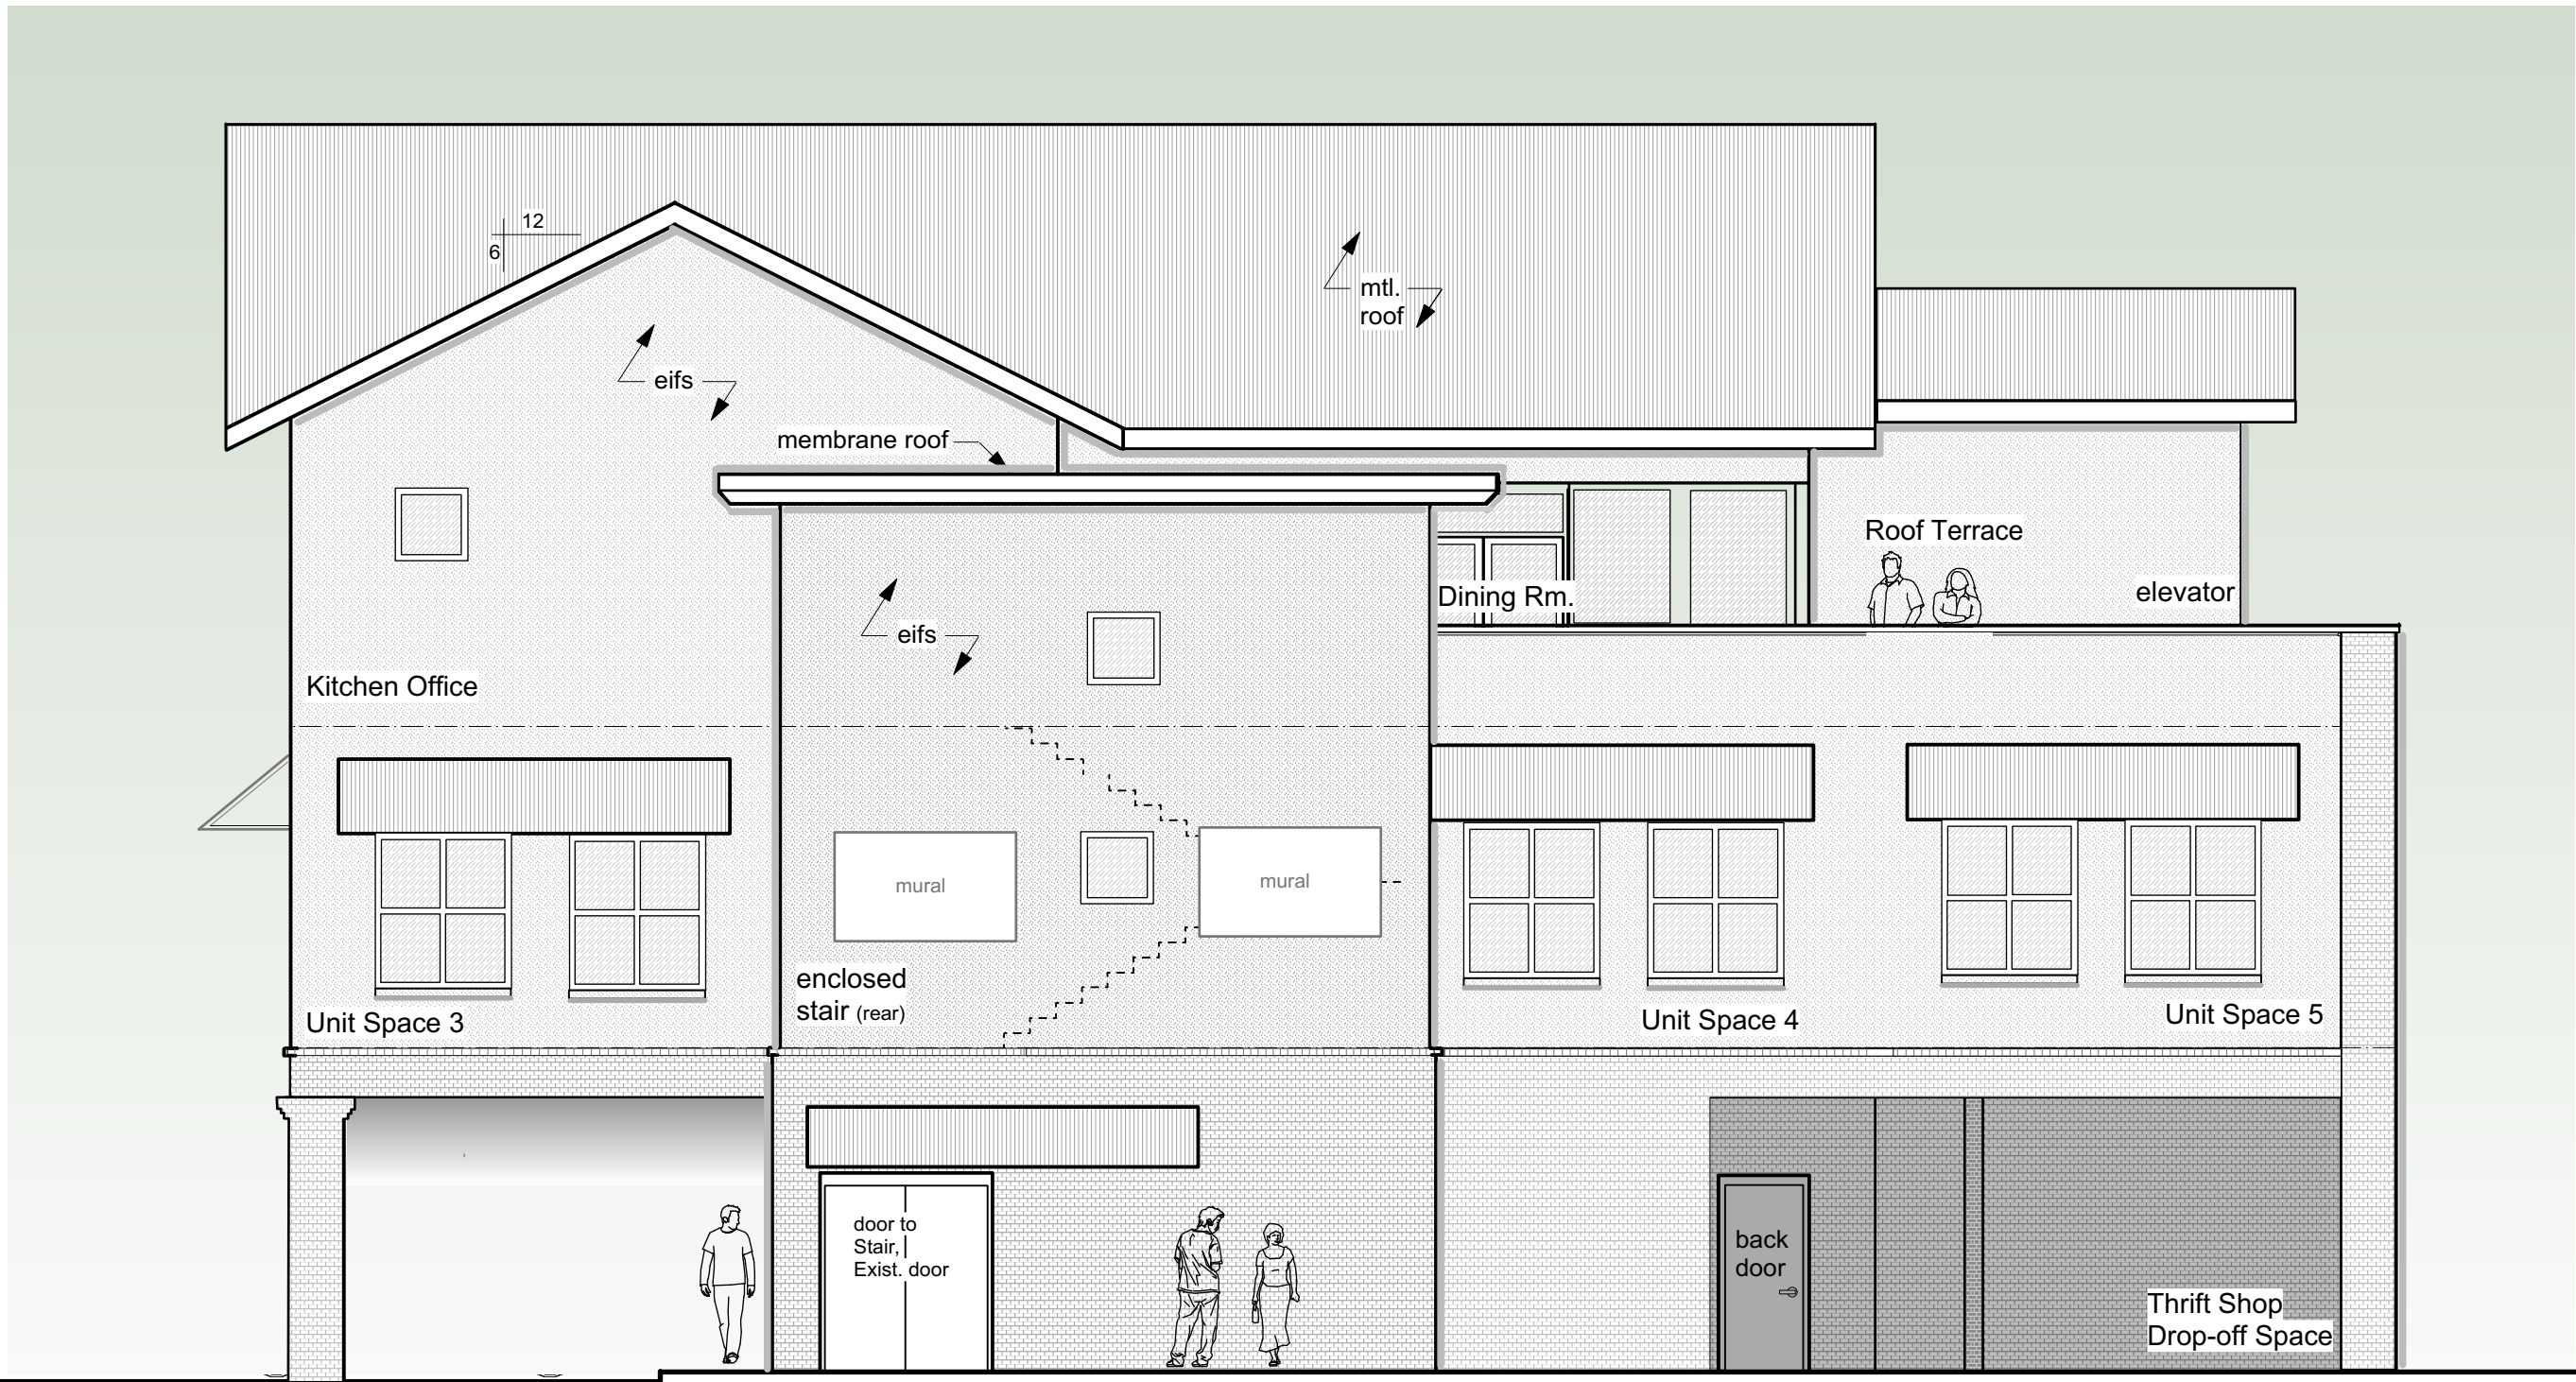 12
6
mtl.
roof
eifs
membrane roof
Roof Terrace
elevator
Dining Rm.
eifs
Kitchen Office
mural
mural
enclosed
stair (rear)
Unit Space 3
Unit Space 4
Unit Space 5
door to
Stair,
Exist. door
back
door
Thrift Shop
Drop-off Space